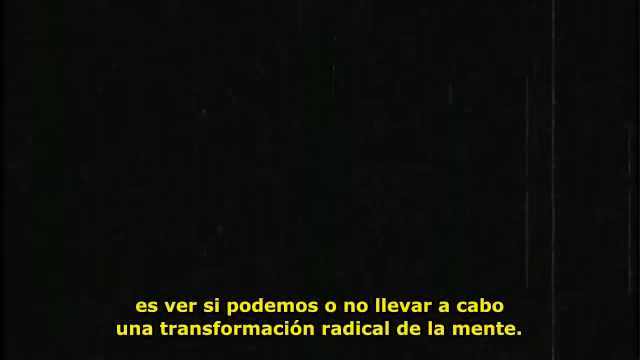 es ver si podemos o no llevar a cabo
una transformación radical de la mente.